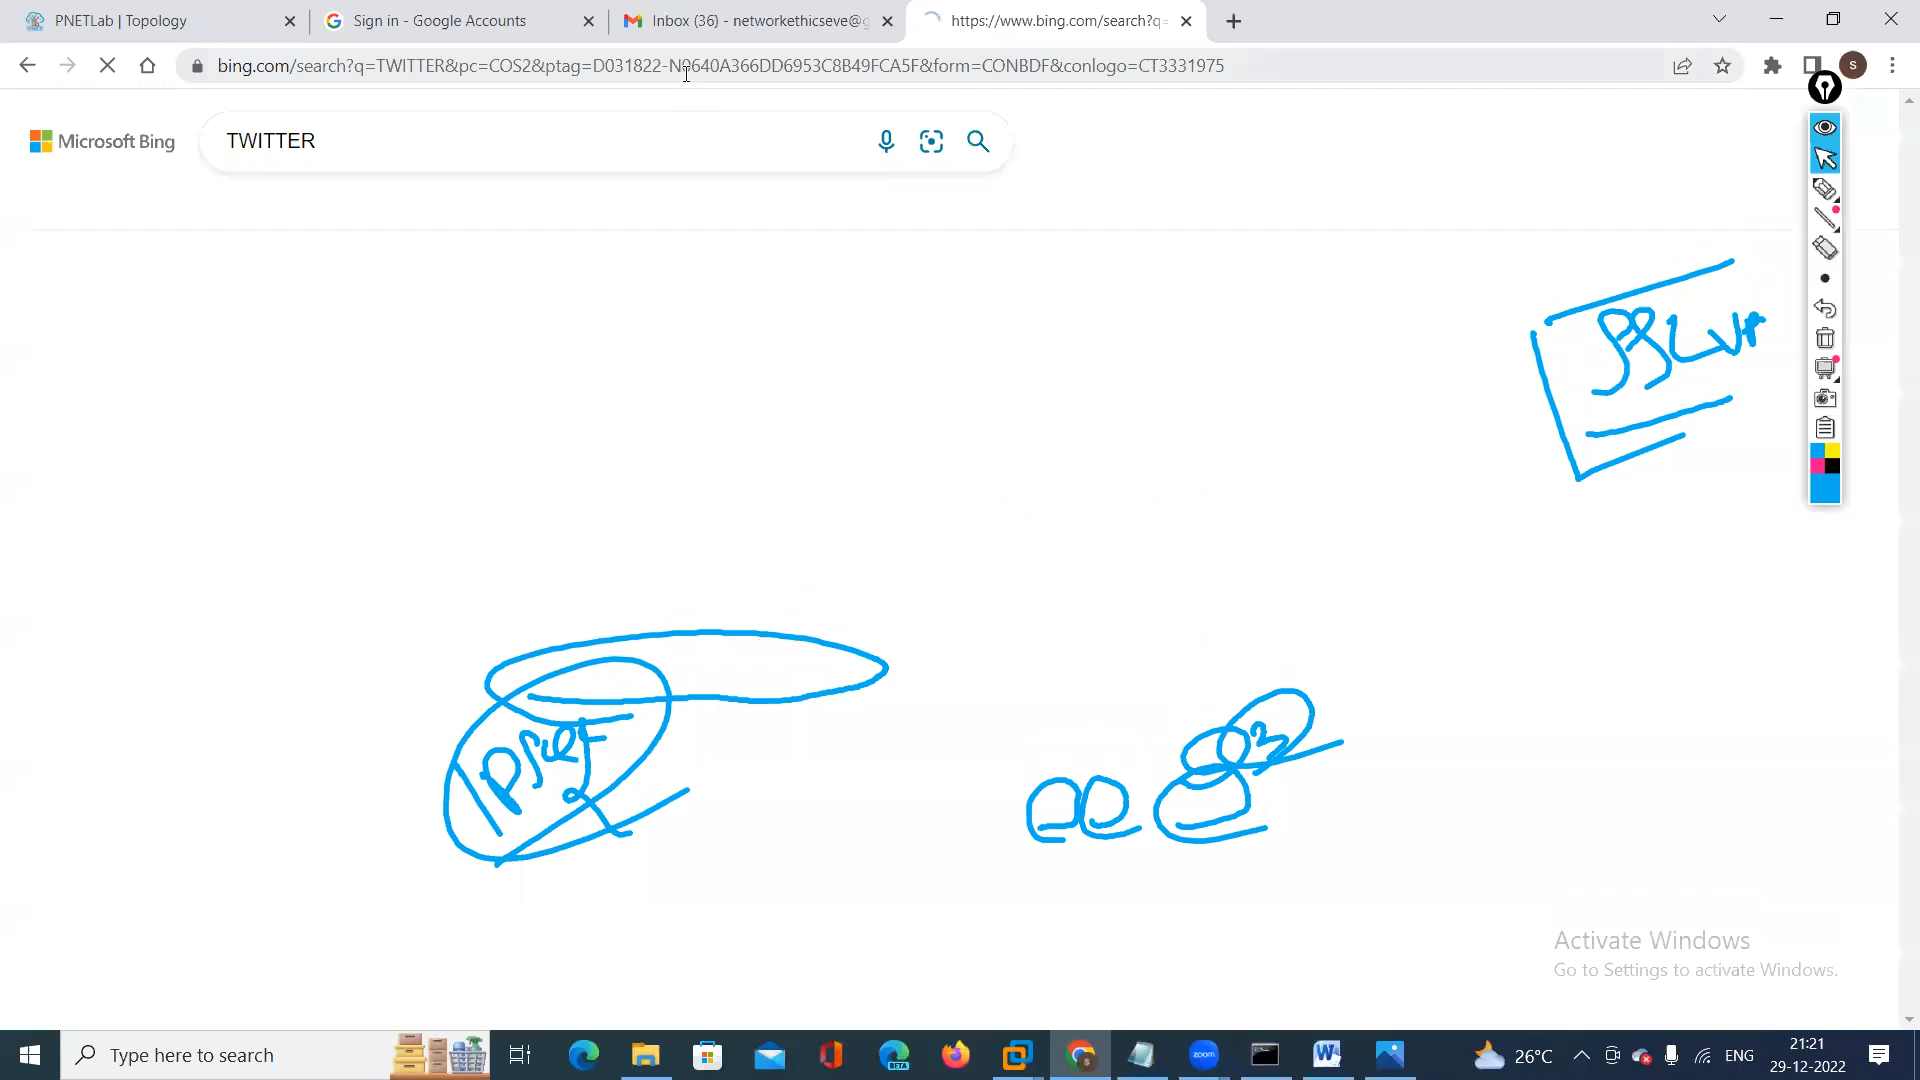 PNETLab | Topology
Sign in - Google Accounts
Inbox (36) - networkethicseve@g
https://www.bing.com/search?q=
bing.com/search?q=TWITTER&pc=COS2&ptag=D031822-N0640A366DD6953C8B49FCA5F&form=CONBDF&conlogo=CT3331975
S
Microsoft Bing
TWITTER
Activate Windows
Go to Settings to activate Windows.
Type here to search
BETA
zoom
26°C
ENG
21:21
29-12-2022